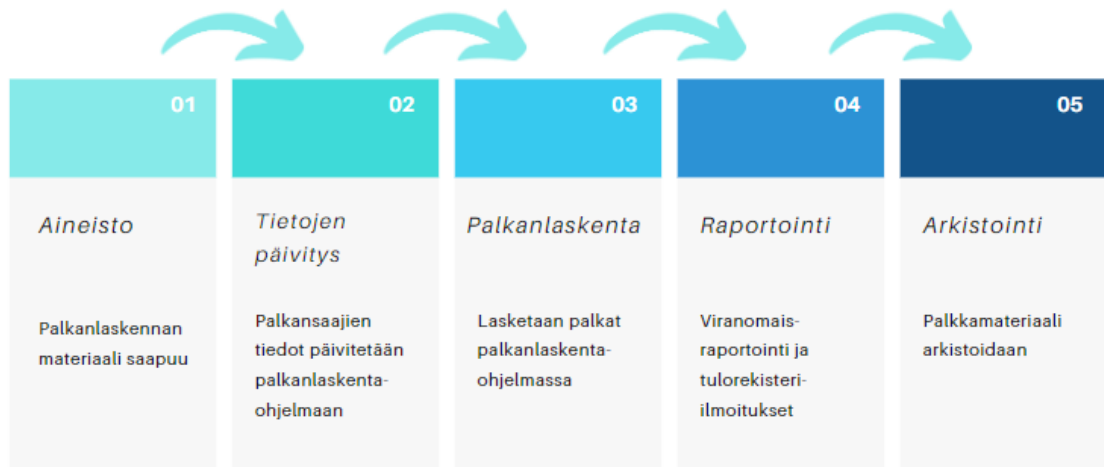 01
Aineisto
Palkanlaskennan
materiaali saapuu
02
Tietojen
päivitys
Palkansaajien
tiedot päivitetään
palkanlaskenta-
ohjelmaan
03
Palkanlaskenta
Lasketaan palkat
palkanlaskenta-
ohjelmassa
04
Raportointi
Viranomais-
raportointi ja
tulorekisteri-
ilmoitukset
05
Arkistointi
Palkkamateriaali
arkistoidaan